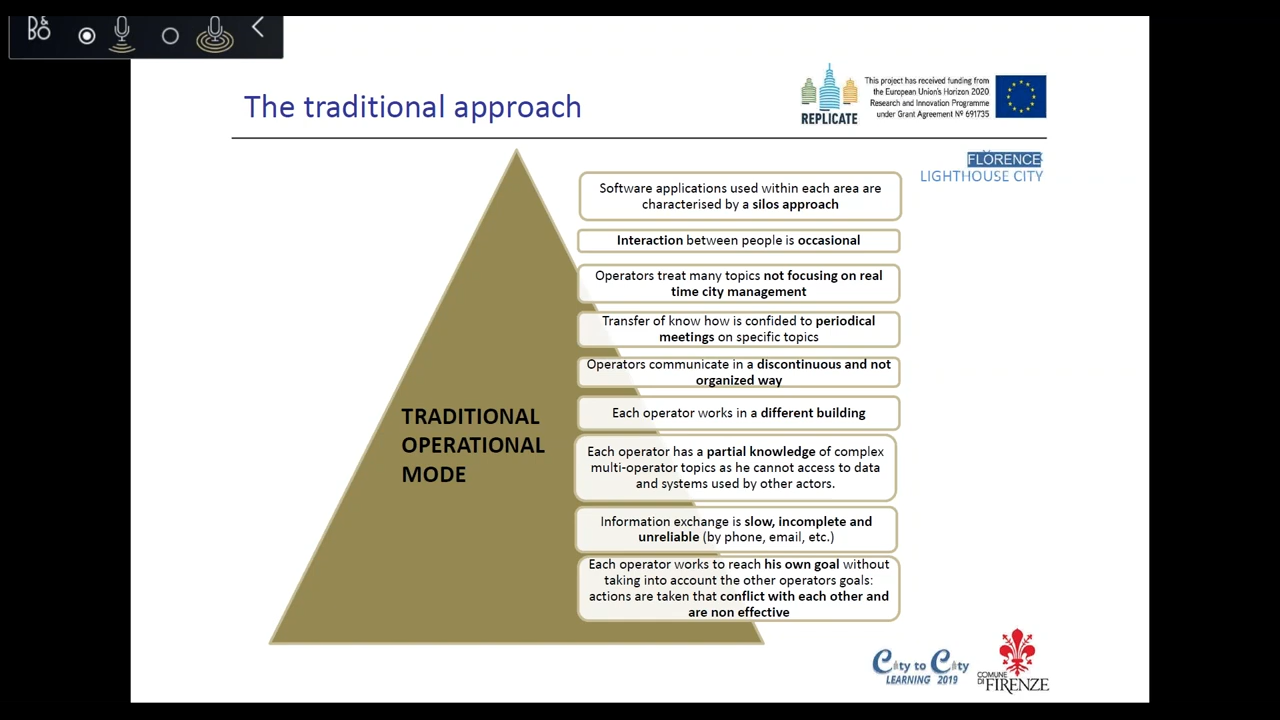 D&
BO
The traditional approach
REPLICATE
This project has received funding from
the European Union's Horizon 2020
Research and Innovation Programme
under Grant Agreement Nº 691735
FLORENCE
LIGHTHOUSE CITY
Software applications used within each area are
characterised by a silos approach
Interaction between people is occasional
Operators treat many topics not focusing on real
time city management
Transfer of know how is confided to periodical
meetings on specific topics
Operators communicate in a discontinuous and not
organized way
TRADITIONAL
OPERATIONAL
MODE
Each operator works in a different building
Each operator has a partial knowledge of complex
multi-operator topics as he cannot access to data
and systems used by other actors.
Information exchange is slow, incomplete and
unreliable (by phone, email, etc.)
Each operator works to reach his own goal without
taking into account the other operators goals:
actions are taken that conflict with each other and
are non effective
City to City
LEARNING 2019
COMUNE
DI FIRENZE